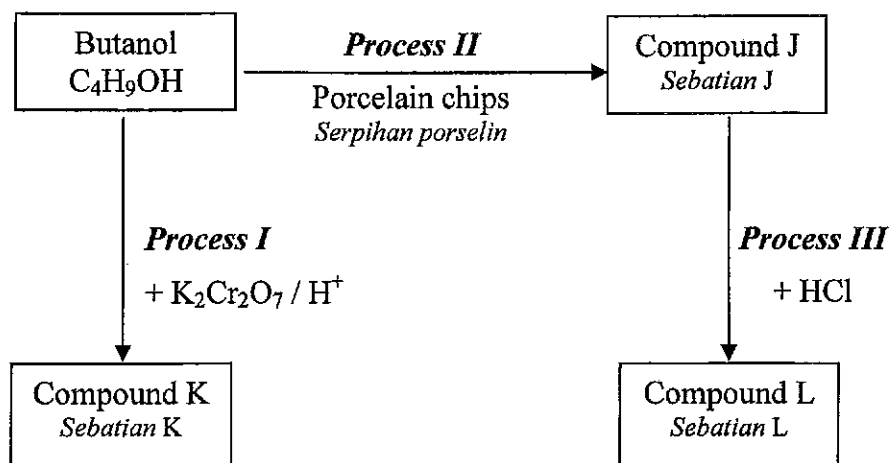 Butanol
C₄H₉OH
Process II
Porcelain chips
Serpihan porselin
Compound J
Sebatian J
Process I
+ K₂Cr₂O₇ / H⁺
Process III
+ HCl
Compound K
Sebatian K
Compound L
Sebatian L